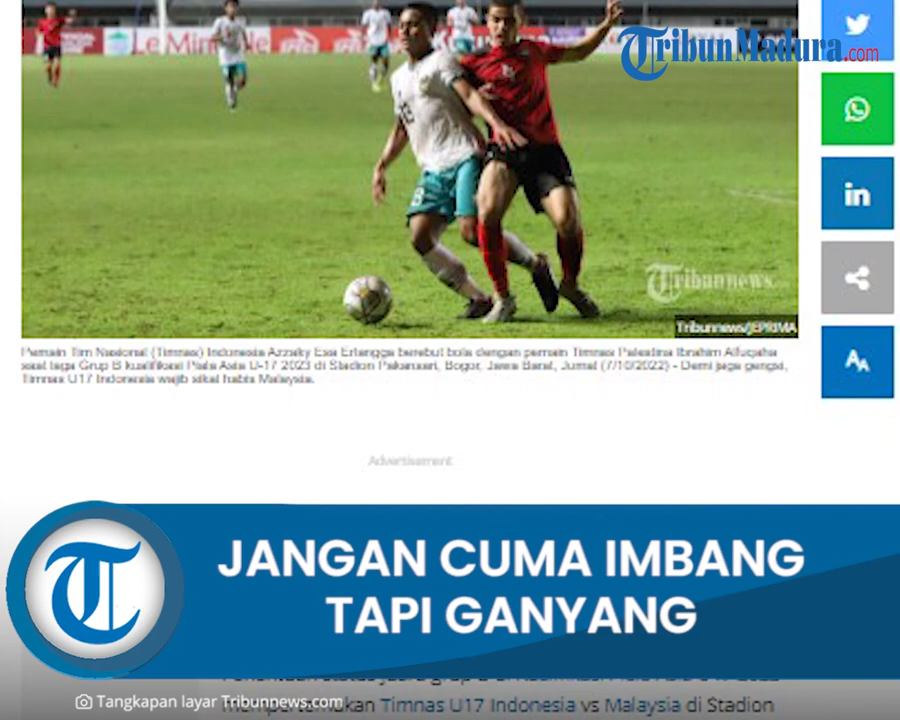 TribunMadura.com
Le Minerale
Tribunnews
Tribunnews/JEPRIMA
Pemain Tim Nasional (Timnas) Indonesia Azzaky Esa Erlangga berebut bola dengan pemain Timnas Palestina Ibrahim Alfuqaha
saat laga Grup B kualifikasi Piala Asia U-17 2023 di Stadion Pakansari, Bogor, Jawa Barat, Jumat (7/10/2022) - Demi jaga gengsi,
Timnas U17 Indonesia wajib sikat habis Malaysia.
Advertisement
JANGAN CUMA IMBANG
TAPI GANYANG
Tangkapan layar Tribunnews.com
mempertemukan Timnas U17 Indonesia vs Malaysia di Stadion